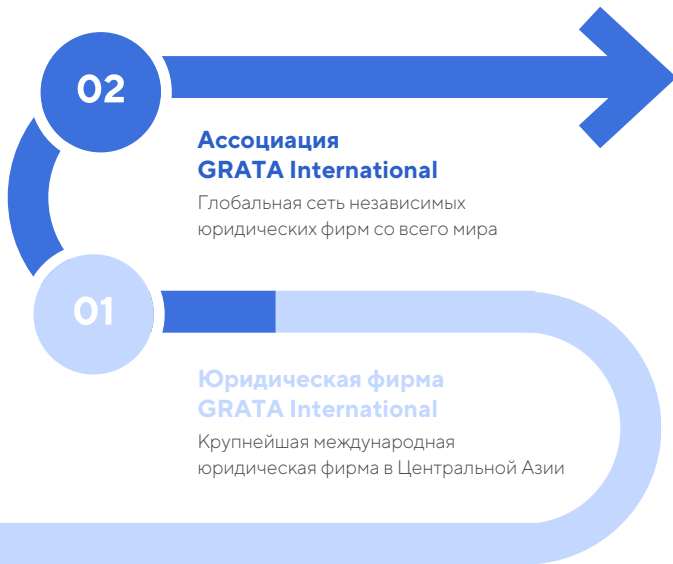 02
Ассоциация
GRATA International
Глобальная сеть независимых
юридических фирм со всего мира
01
Юридическая фирма
GRATA International
Крупнейшая международная
юридическая фирма в Центральной Азии